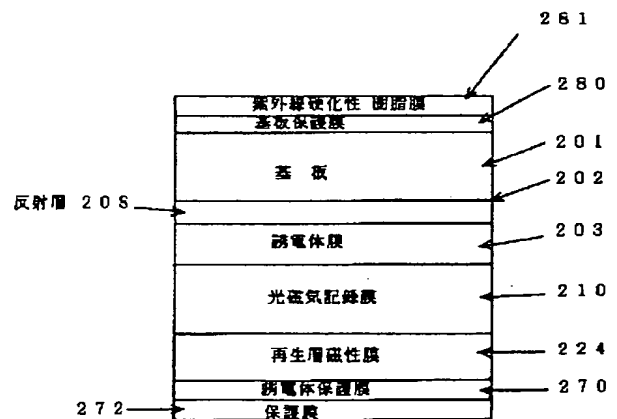 281
紫外線硬化性 樹脂膜
280
基板保護膜
基 板
201
202
反射層 208
誘電体膜
203
光磁気記録膜
210
再生層磁性膜
224
誘電体保護膜
270
272
保護膜